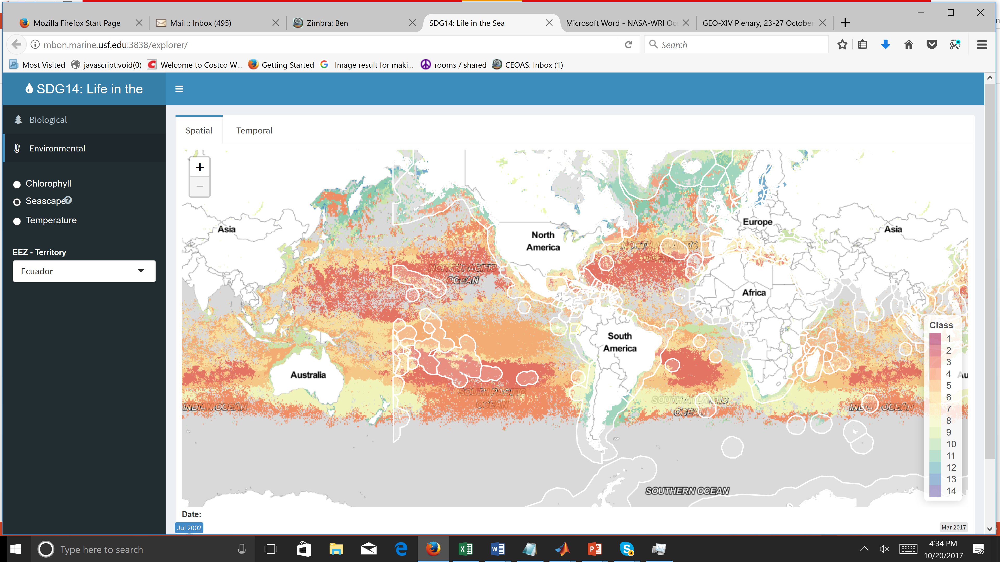 Mozilla Firefox Start Page
Mail :: Inbox (495)
Zimbra: Ben
SDG14: Life in the Sea
Microsoft Word - NASA-WRI Oc
GEO-XIV Plenary, 23-27 October
mbon.marine.usf.edu:3838/explorer/
Search
Most Visited
javascript:void(0)
Welcome to Costco W...
Getting Started
Image result for maki...
rooms / shared
CEOAS: Inbox (1)
SDG14: Life in the
Biological
Environmental
Chlorophyll
Seascape
Temperature
EEZ - Territory
Ecuador
Spatial
Temporal
+
−
Asia
North
America
Europe
Asia
NORTH ATLANTIC
OCEAN
NORTH PACIFIC
OCEAN
Africa
South
America
Australia
Au
SOUTH PACIFIC
OCEAN
SOUTH ATLANTIC
OCEAN
INDIAN OCEAN
INDIAN OCEAN
SOUTHERN OCEAN
Class
1
2
3
4
5
6
7
8
9
10
11
12
13
14
Date:
Jul 2002
Mar 2017
Type here to search
3
4:34 PM
10/20/2017